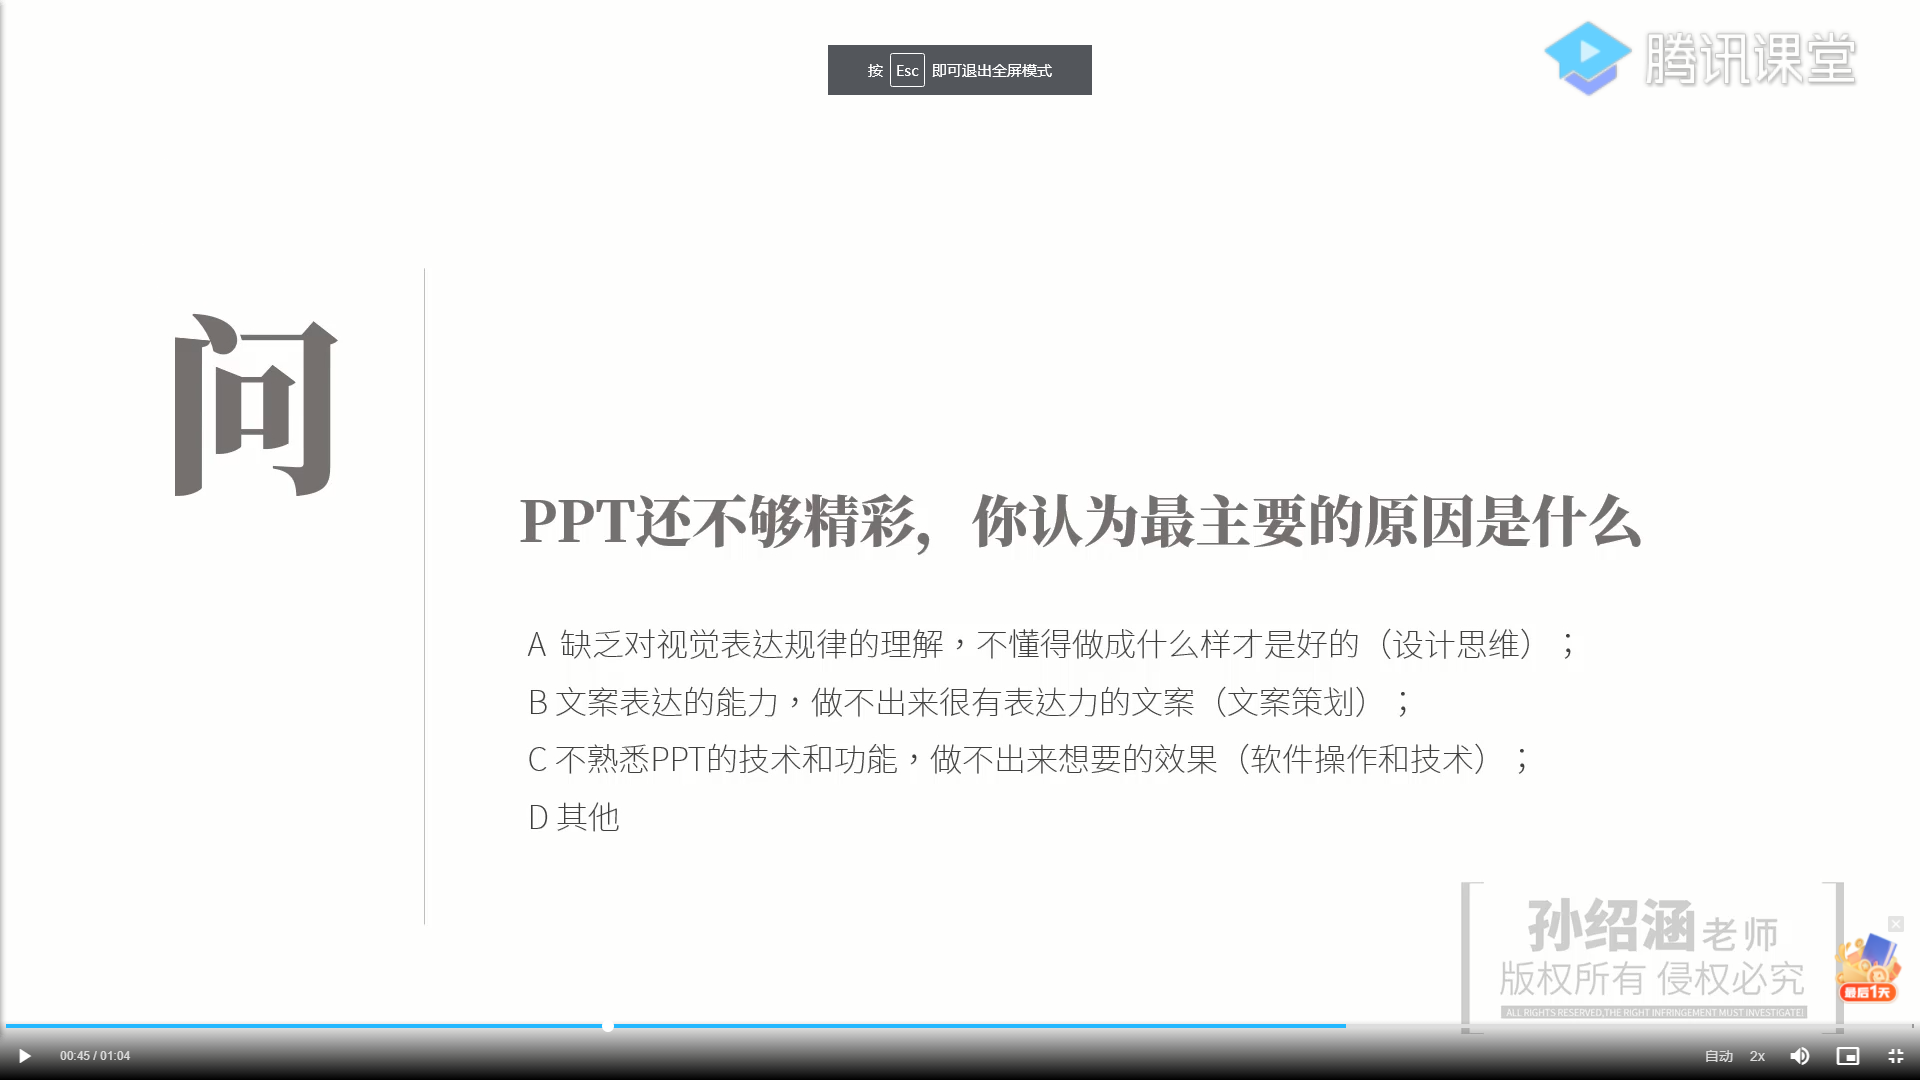 按 Esc 即可退出全屏模式
腾讯课堂
问
PPT还不够精彩，你认为最主要的原因是什么
A 缺乏对视觉表达规律的理解，不懂得做成什么样才是好的（设计思维）；
B 文案表达的能力，做不出来很有表达力的文案（文案策划）；
C 不熟悉PPT的技术和功能，做不出来想要的效果（软件操作和技术）；
D 其他
孙绍涵老师
版权所有 侵权必究
ALL RIGHTS RESERVED,THE RIGHT INFRINGEMENT MUST INVESTIGATE!
最后1天
00:45 / 01:04
自动 2x